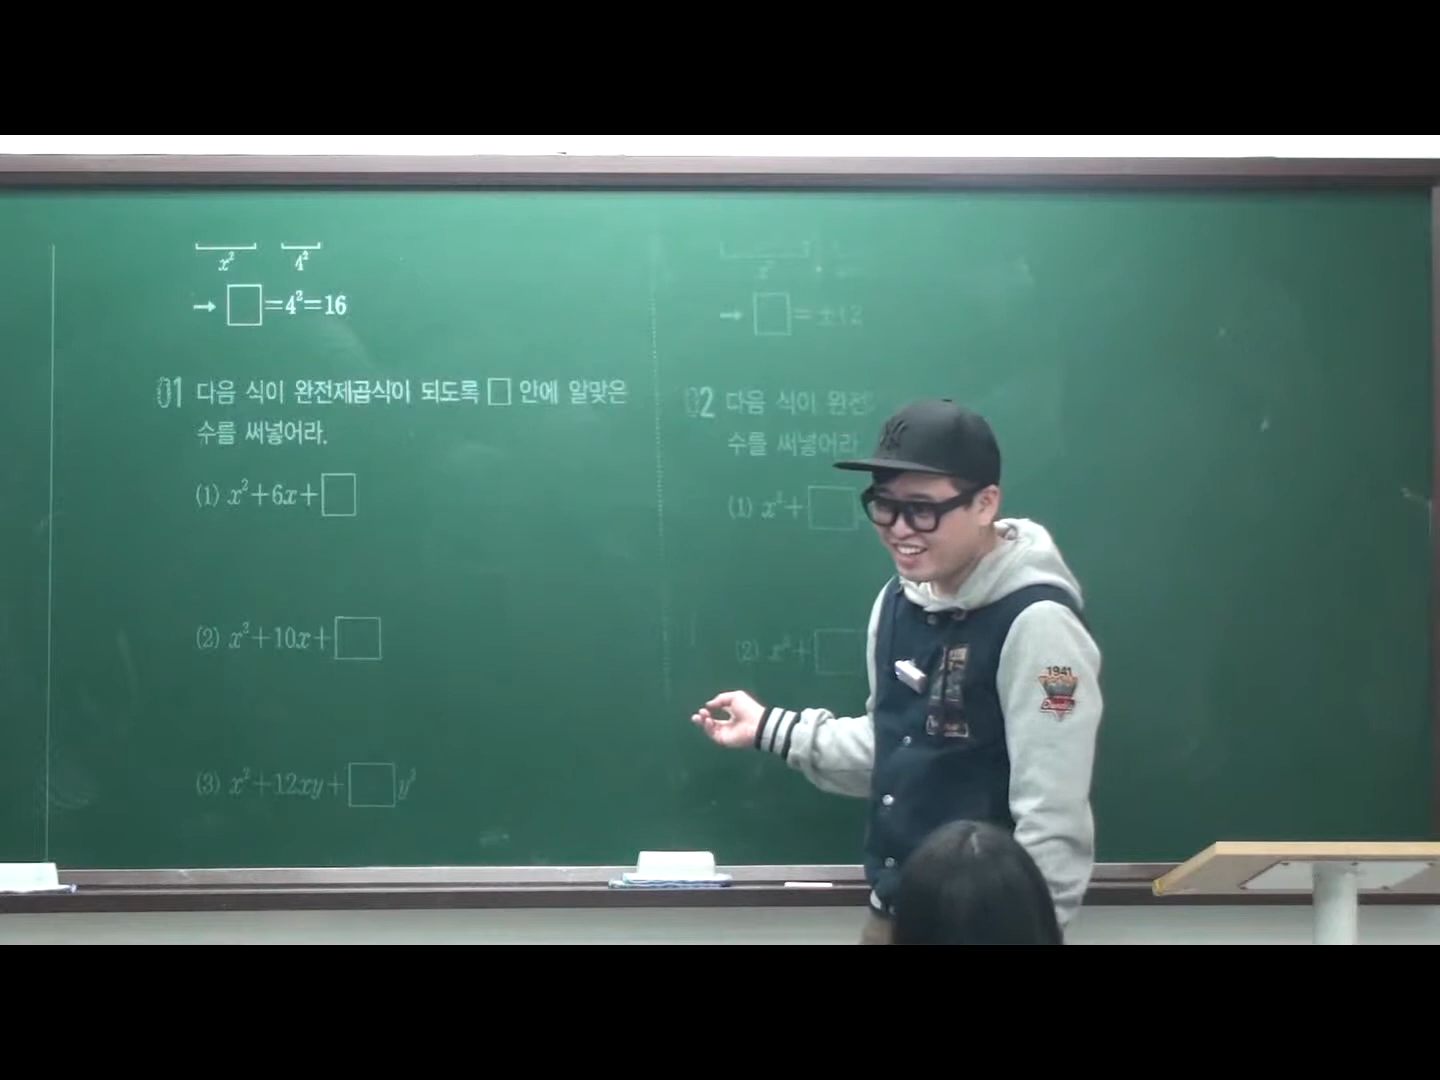 x² 4²
→ □=4²=16
01 다음 식이 완전제곱식이 되도록 □ 안에 알맞은
수를 써넣어라.
(1) x²+6x+□
(2) x²+10x+□
(3) x²+12xy+□y²
→ □=±12
02 다음 식이 완전
수를 써넣어라
(1) x²+□
(2) x²+□
NY
1941